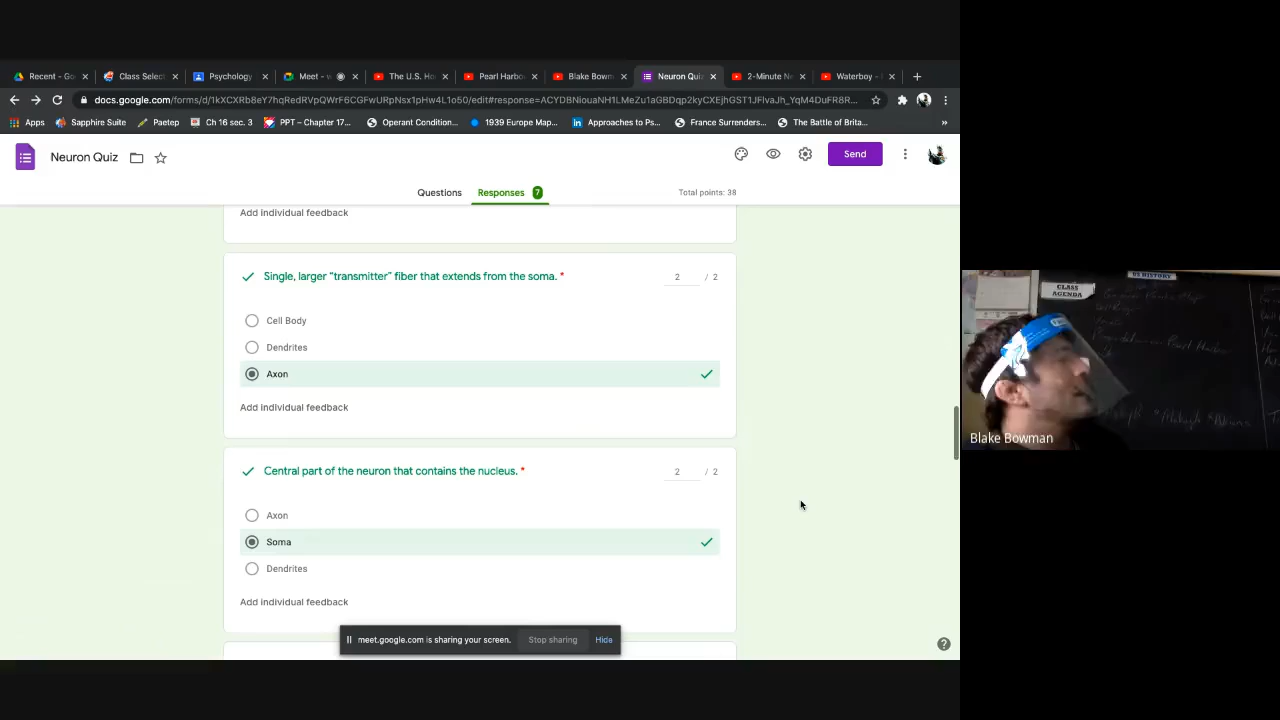 Recent - Go
Class Select
Psychology
Meet - w
The U.S. Ho
Pearl Harbo
Blake Bown
Neuron Quiz
2-Minute Ne
Waterboy -
docs.google.com/forms/d/1kXCXRb8eY7hqRedRVpQWrF6CGFwURpNsx1pHw4L1o50/edit#response=ACYDBNiouaNH1LMeZu1aGBDqp2kyCXEjhGST1JFlvaJh_YqM4DuFR8R...
Apps
Sapphire Suite
Paetep
Ch 16 sec. 3
PPT – Chapter 17...
Operant Condition...
1939 Europe Map...
Approaches to Ps...
France Surrenders...
The Battle of Brita...
»
Neuron Quiz
Send
Questions
Responses 7
Total points: 38
Add individual feedback
Single, larger “transmitter” fiber that extends from the soma. *
2 / 2
Cell Body
Dendrites
Axon
Add individual feedback
Central part of the neuron that contains the nucleus. *
2 / 2
Axon
Soma
Dendrites
Add individual feedback
meet.google.com is sharing your screen.
Stop sharing
Hide
US HISTORY
CLASS
AGENDA
Blake Bowman